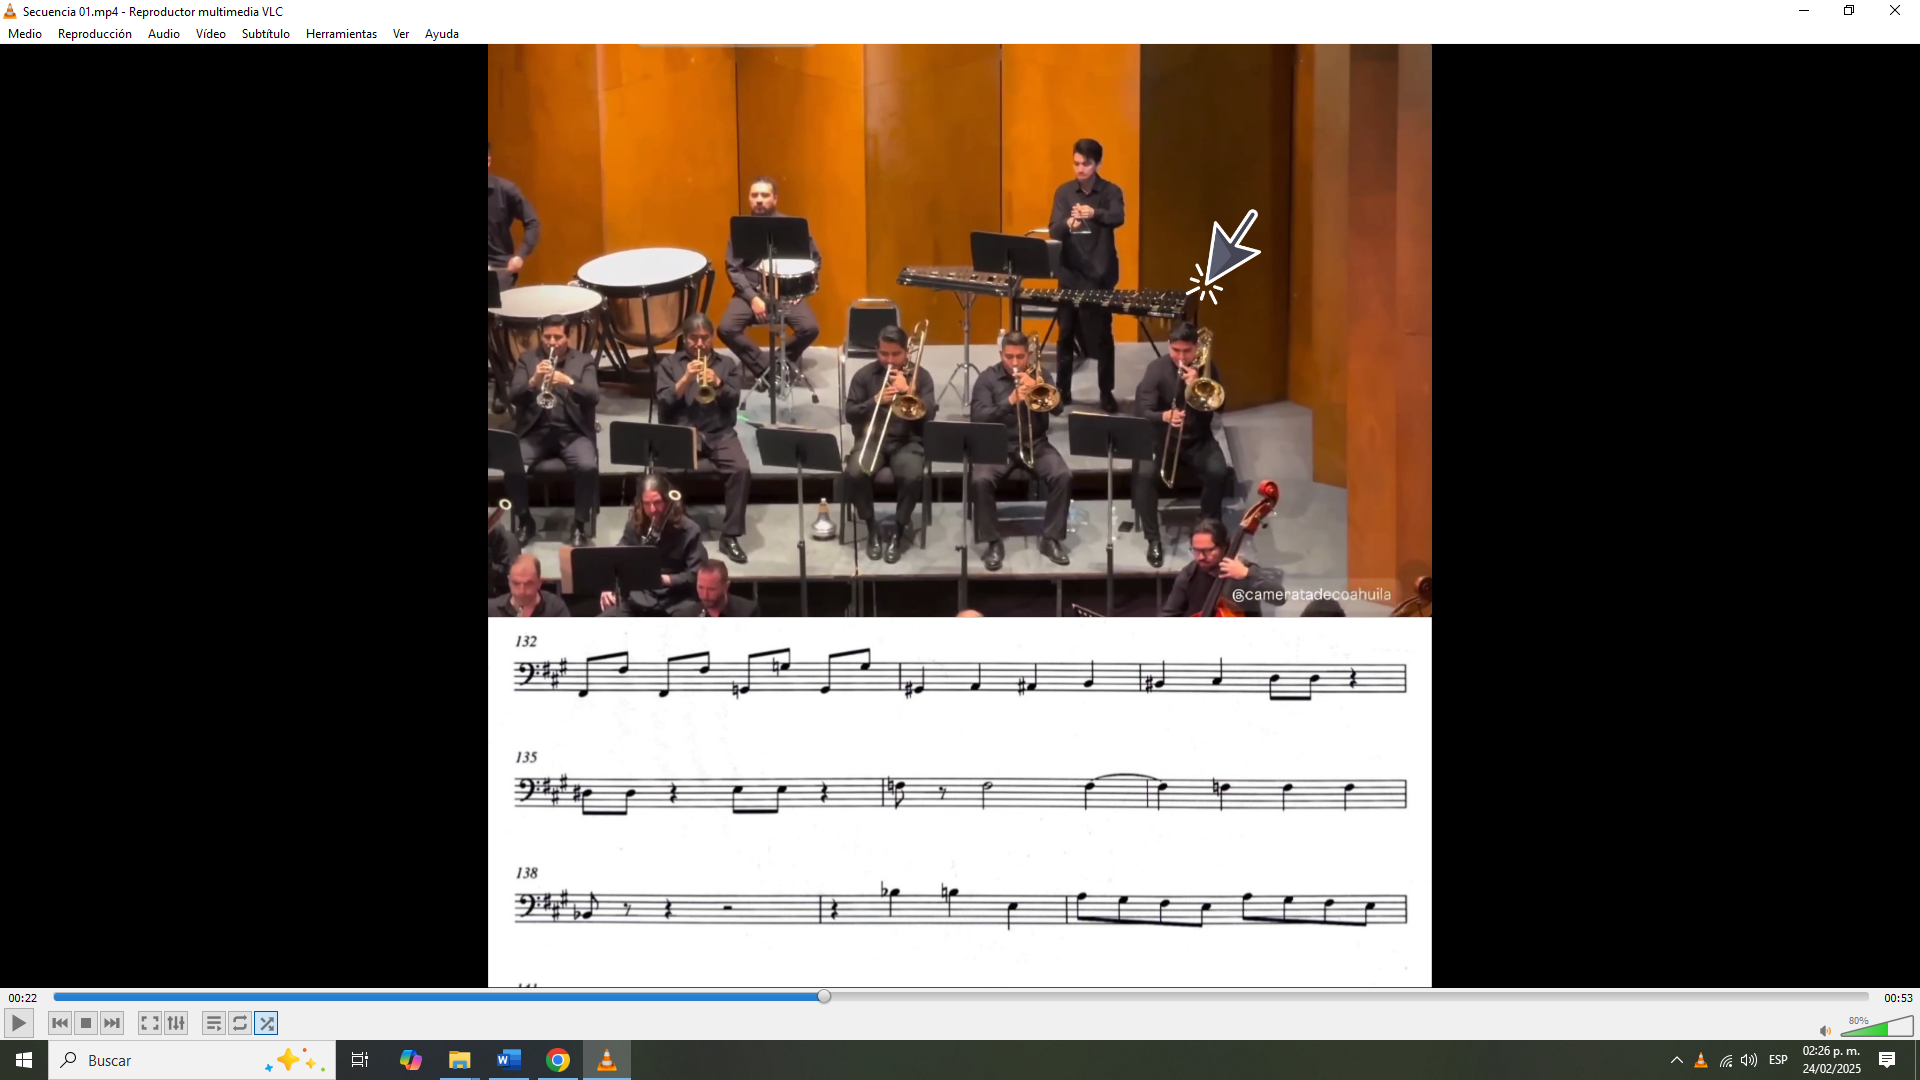 Secuencia 01.mp4 - Reproductor multimedia VLC
Medio Reproducción Audio Vídeo Subtítulo Herramientas Ver Ayuda
@cameratadecoahuila
132
135
138
00:22
00:53
80%
Buscar
ESP
02:26 p. m.
24/02/2025